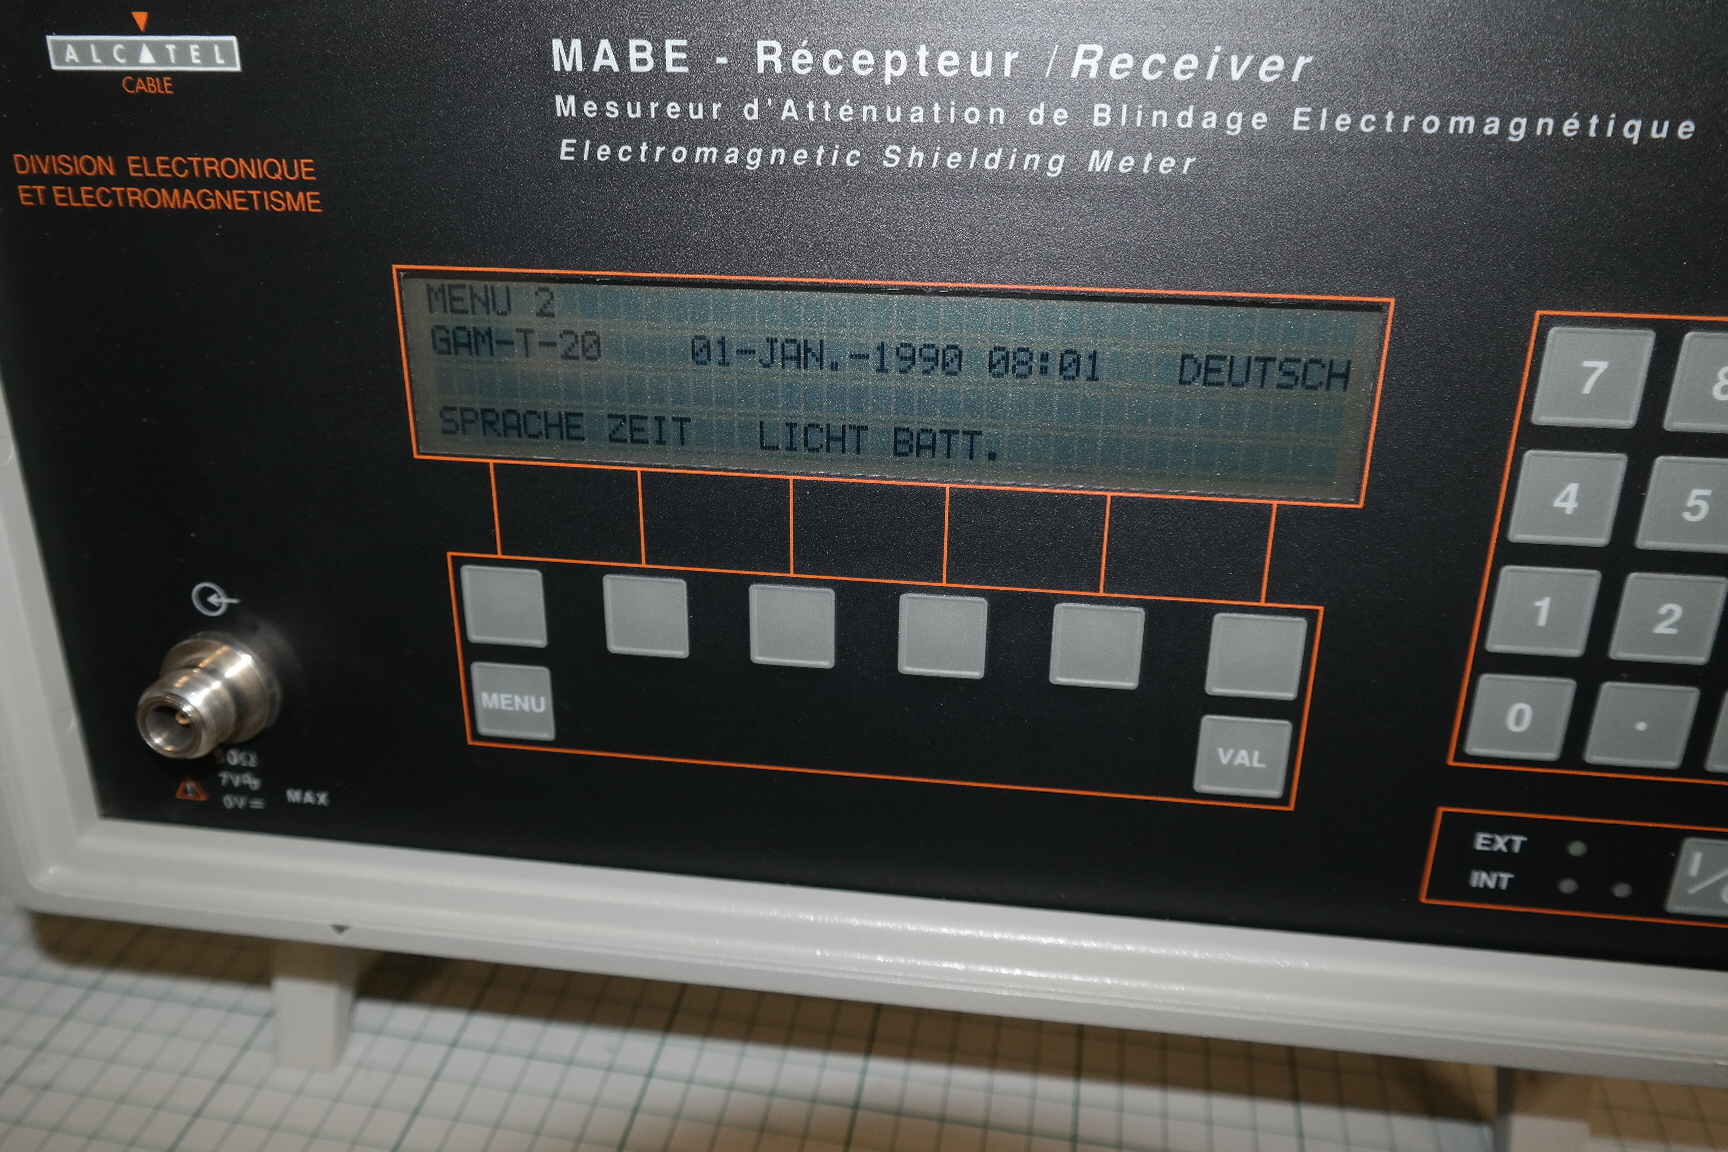 ALCATEL
CABLE
DIVISION ELECTRONIQUE
ET ELECTROMAGNETISME
MABE - Récepteur / Receiver
Mesureur d'Atténuation de Blindage Electromagnétique
Electromagnetic Shielding Meter
MENU 2
GAM-T-20 01-JAN.-1990 08:01 DEUTSCH
SPRACHE ZEIT LICHT BATT.
MENU
VAL
7 8
4 5
1 2
0 .
50Ω
MAX
EXT
INT